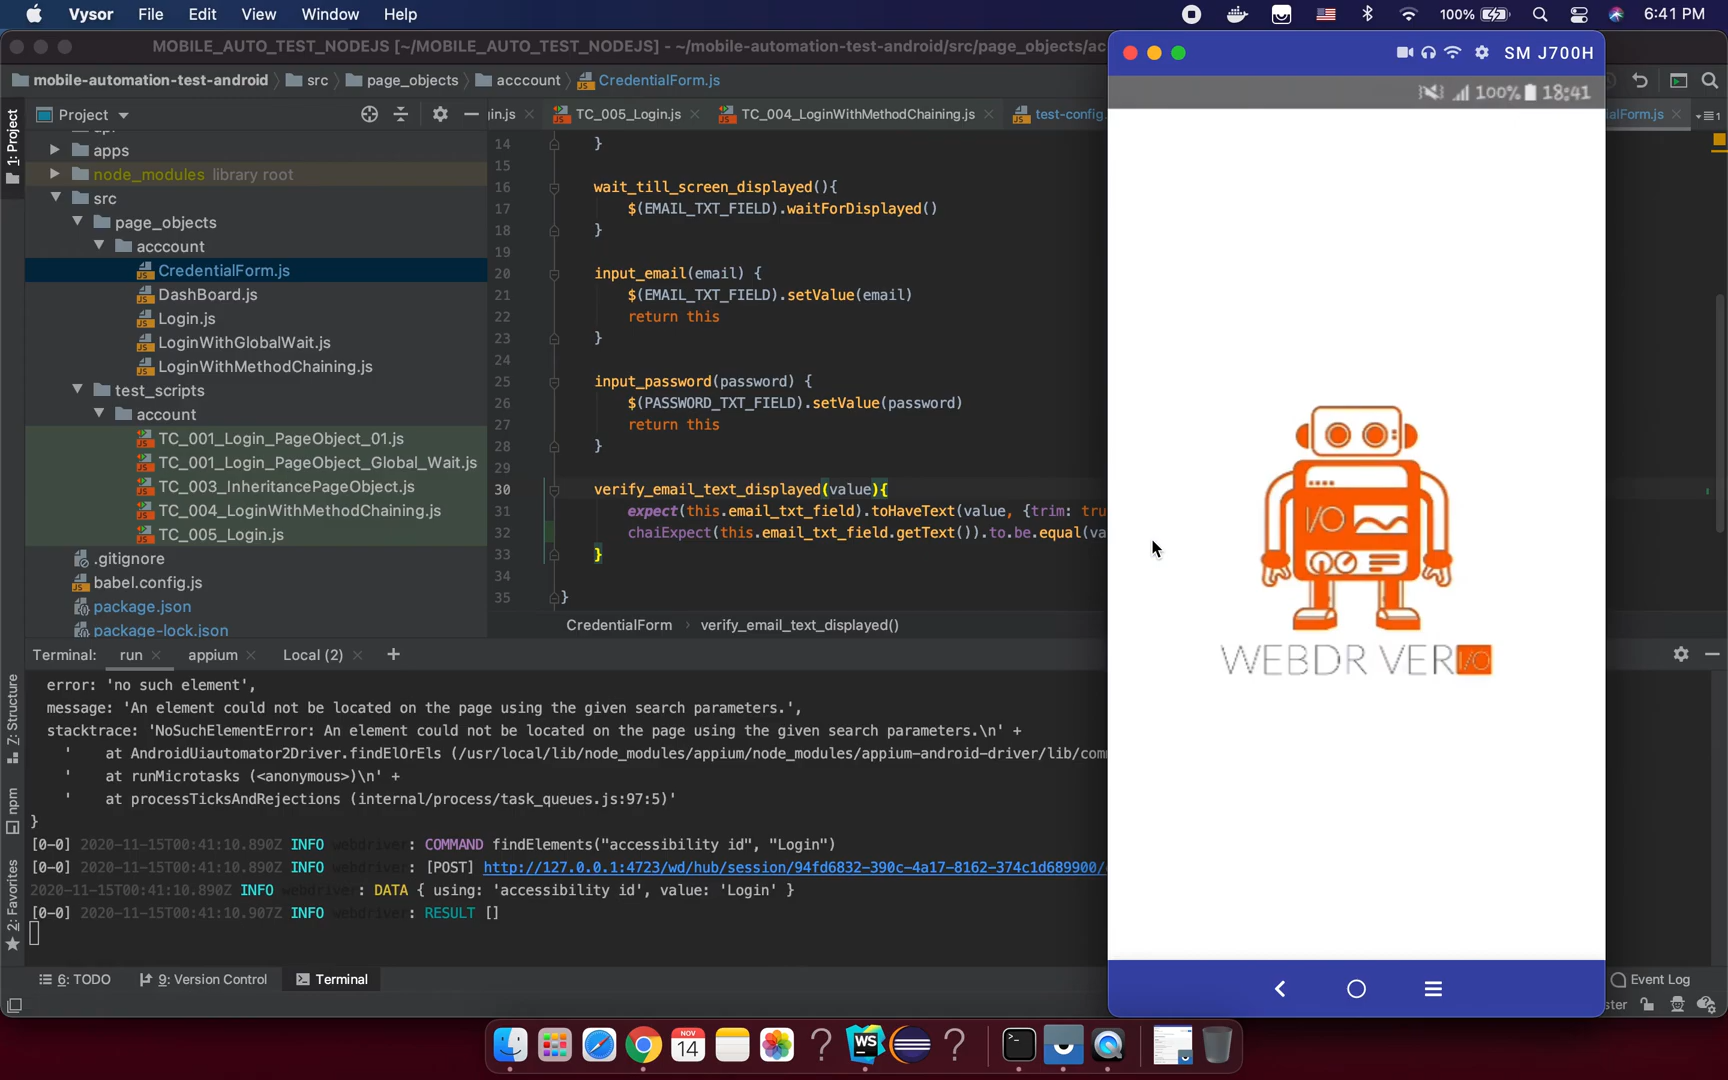 Vysor File Edit View Window Help
100% 6:41 PM
MOBILE_AUTO_TEST_NODEJS [~/MOBILE_AUTO_TEST_NODEJS] - ~/mobile-automation-test-android/src/page_objects/ac
SM J700H
mobile-automation-test-android src page_objects acccount CredentialForm.js
100% 18:41
1: Project
Project
in.js TC_005_Login.js TC_004_LoginWithMethodChaining.js test-config. alForm.js
1
apps
node_modules library root
src
page_objects
acccount
CredentialForm.js
DashBoard.js
Login.js
LoginWithGlobalWait.js
LoginWithMethodChaining.js
test_scripts
account
TC_001_Login_PageObject_01.js
TC_001_Login_PageObject_Global_Wait.js
TC_003_InheritancePageObject.js
TC_004_LoginWithMethodChaining.js
TC_005_Login.js
.gitignore
babel.config.js
package.json
package-lock.json
14 }
15
16 wait_till_screen_displayed(){
17 $(EMAIL_TXT_FIELD).waitForDisplayed()
18 }
19
20 input_email(email) {
21 $(EMAIL_TXT_FIELD).setValue(email)
22 return this
23 }
24
25 input_password(password) {
26 $(PASSWORD_TXT_FIELD).setValue(password)
27 return this
28 }
29
30 verify_email_text_displayed(value){
31 expect(this.email_txt_field).toHaveText(value, {trim: tru
32 chaiExpect(this.email_txt_field.getText()).to.be.equal(va
33 }
34
35 }
CredentialForm verify_email_text_displayed()
I/O
WEBDR VER I/O
Terminal: run appium Local (2) +
error: 'no such element',
message: 'An element could not be located on the page using the given search parameters.',
stacktrace: 'NoSuchElementError: An element could not be located on the page using the given search parameters.\n' +
' at AndroidUiautomator2Driver.findElOrEls (/usr/local/lib/node_modules/appium/node_modules/appium-android-driver/lib/com
' at runMicrotasks (<anonymous>)\n' +
' at processTicksAndRejections (internal/process/task_queues.js:97:5)'
}
[0-0] 2020-11-15T00:41:10.890Z INFO webdriver: COMMAND findElements("accessibility id", "Login")
[0-0] 2020-11-15T00:41:10.890Z INFO webdriver: [POST] http://127.0.0.1:4723/wd/hub/session/94fd6832-390c-4a17-8162-374c1d689900/
2020-11-15T00:41:10.890Z INFO webdriver: DATA { using: 'accessibility id', value: 'Login' }
[0-0] 2020-11-15T00:41:10.907Z INFO webdriver: RESULT []
Z: Structure
npm
2: Favorites
6: TODO 9: Version Control Terminal
Event Log
ster
NOV
14
WS